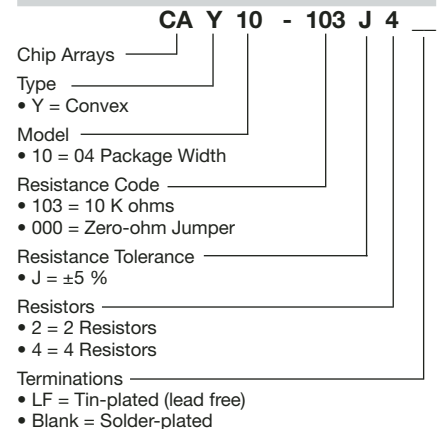 CA Y 10 - 103 J 4 __
Chip Arrays
Type
• Y = Convex
Model
• 10 = 04 Package Width
Resistance Code
• 103 = 10 K ohms
• 000 = Zero-ohm Jumper
Resistance Tolerance
• J = ±5 %
Resistors
• 2 = 2 Resistors
• 4 = 4 Resistors
Terminations
• LF = Tin-plated (lead free)
• Blank = Solder-plated